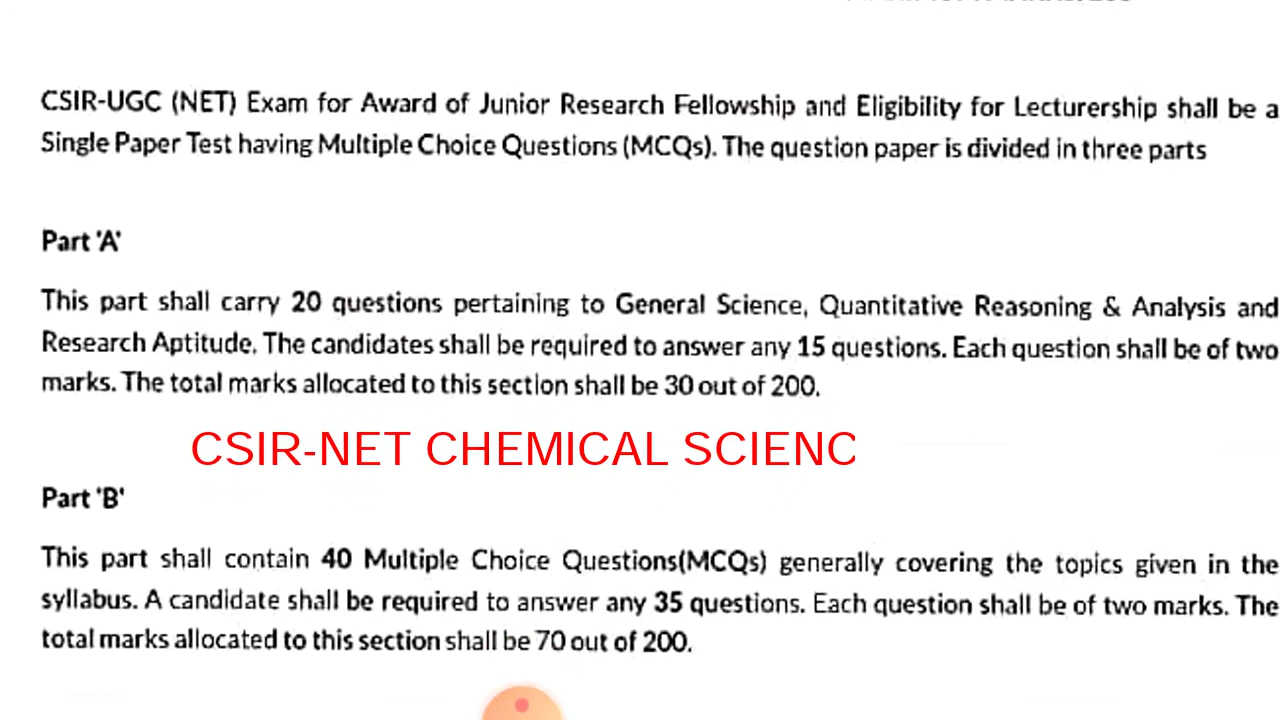 CSIR-UGC (NET) Exam for Award of Junior Research Fellowship and Eligibility for Lecturership shall be a
Single Paper Test having Multiple Choice Questions (MCQs). The question paper is divided in three parts
Part 'A'
This part shall carry 20 questions pertaining to General Science, Quantitative Reasoning & Analysis and
Research Aptitude. The candidates shall be required to answer any 15 questions. Each question shall be of two
marks. The total marks allocated to this section shall be 30 out of 200.
CSIR-NET CHEMICAL SCIENC
Part 'B'
This part shall contain 40 Multiple Choice Questions(MCQs) generally covering the topics given in the
syllabus. A candidate shall be required to answer any 35 questions. Each question shall be of two marks. The
total marks allocated to this section shall be 70 out of 200.